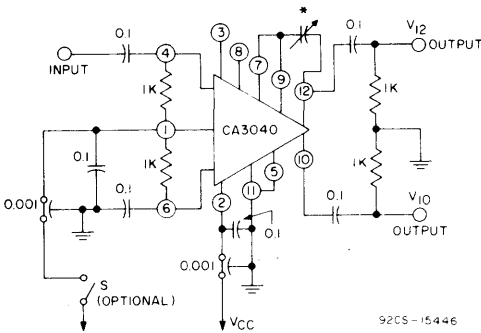 *
0.1
3
8
7
0.1
V12
OUTPUT
INPUT
4
9
12
1K
1K
1
CA3040
0.1
1K
5
10
1K
0.1
0.001
6
2
11
0.1
0.1
V10
OUTPUT
0.001
S
(OPTIONAL)
VCC
92CS-15446